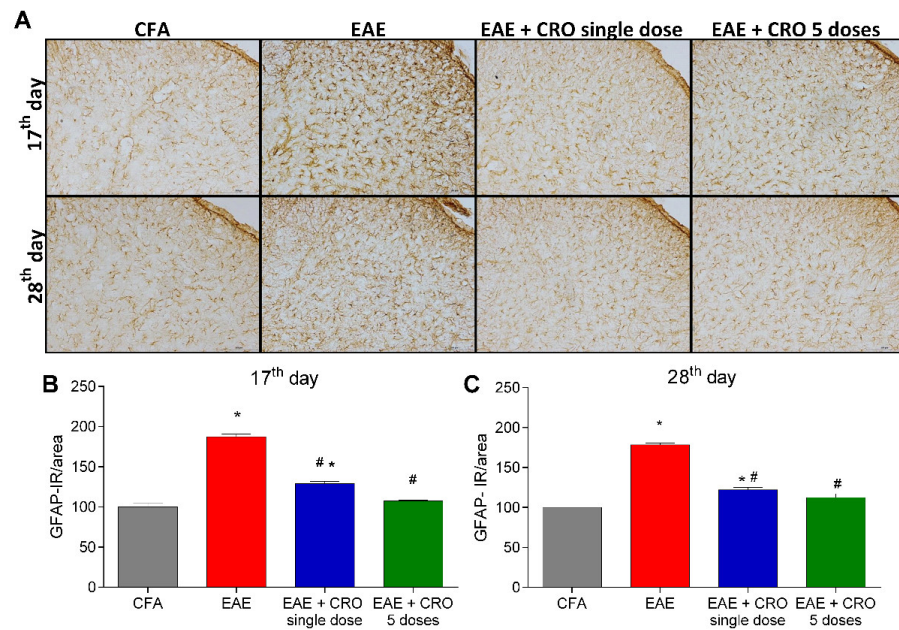 A
CFA
EAE
EAE + CRO single dose
EAE + CRO 5 doses
17th day
28th day
B
17th day
GFAP-IR/area
250
200
150
100
50
0
*
# *
#
CFA
EAE
EAE + CRO
single dose
EAE + CRO
5 doses
C
28th day
GFAP- IR/area
250
200
150
100
50
0
*
* #
#
CFA
EAE
EAE + CRO
single dose
EAE + CRO
5 doses